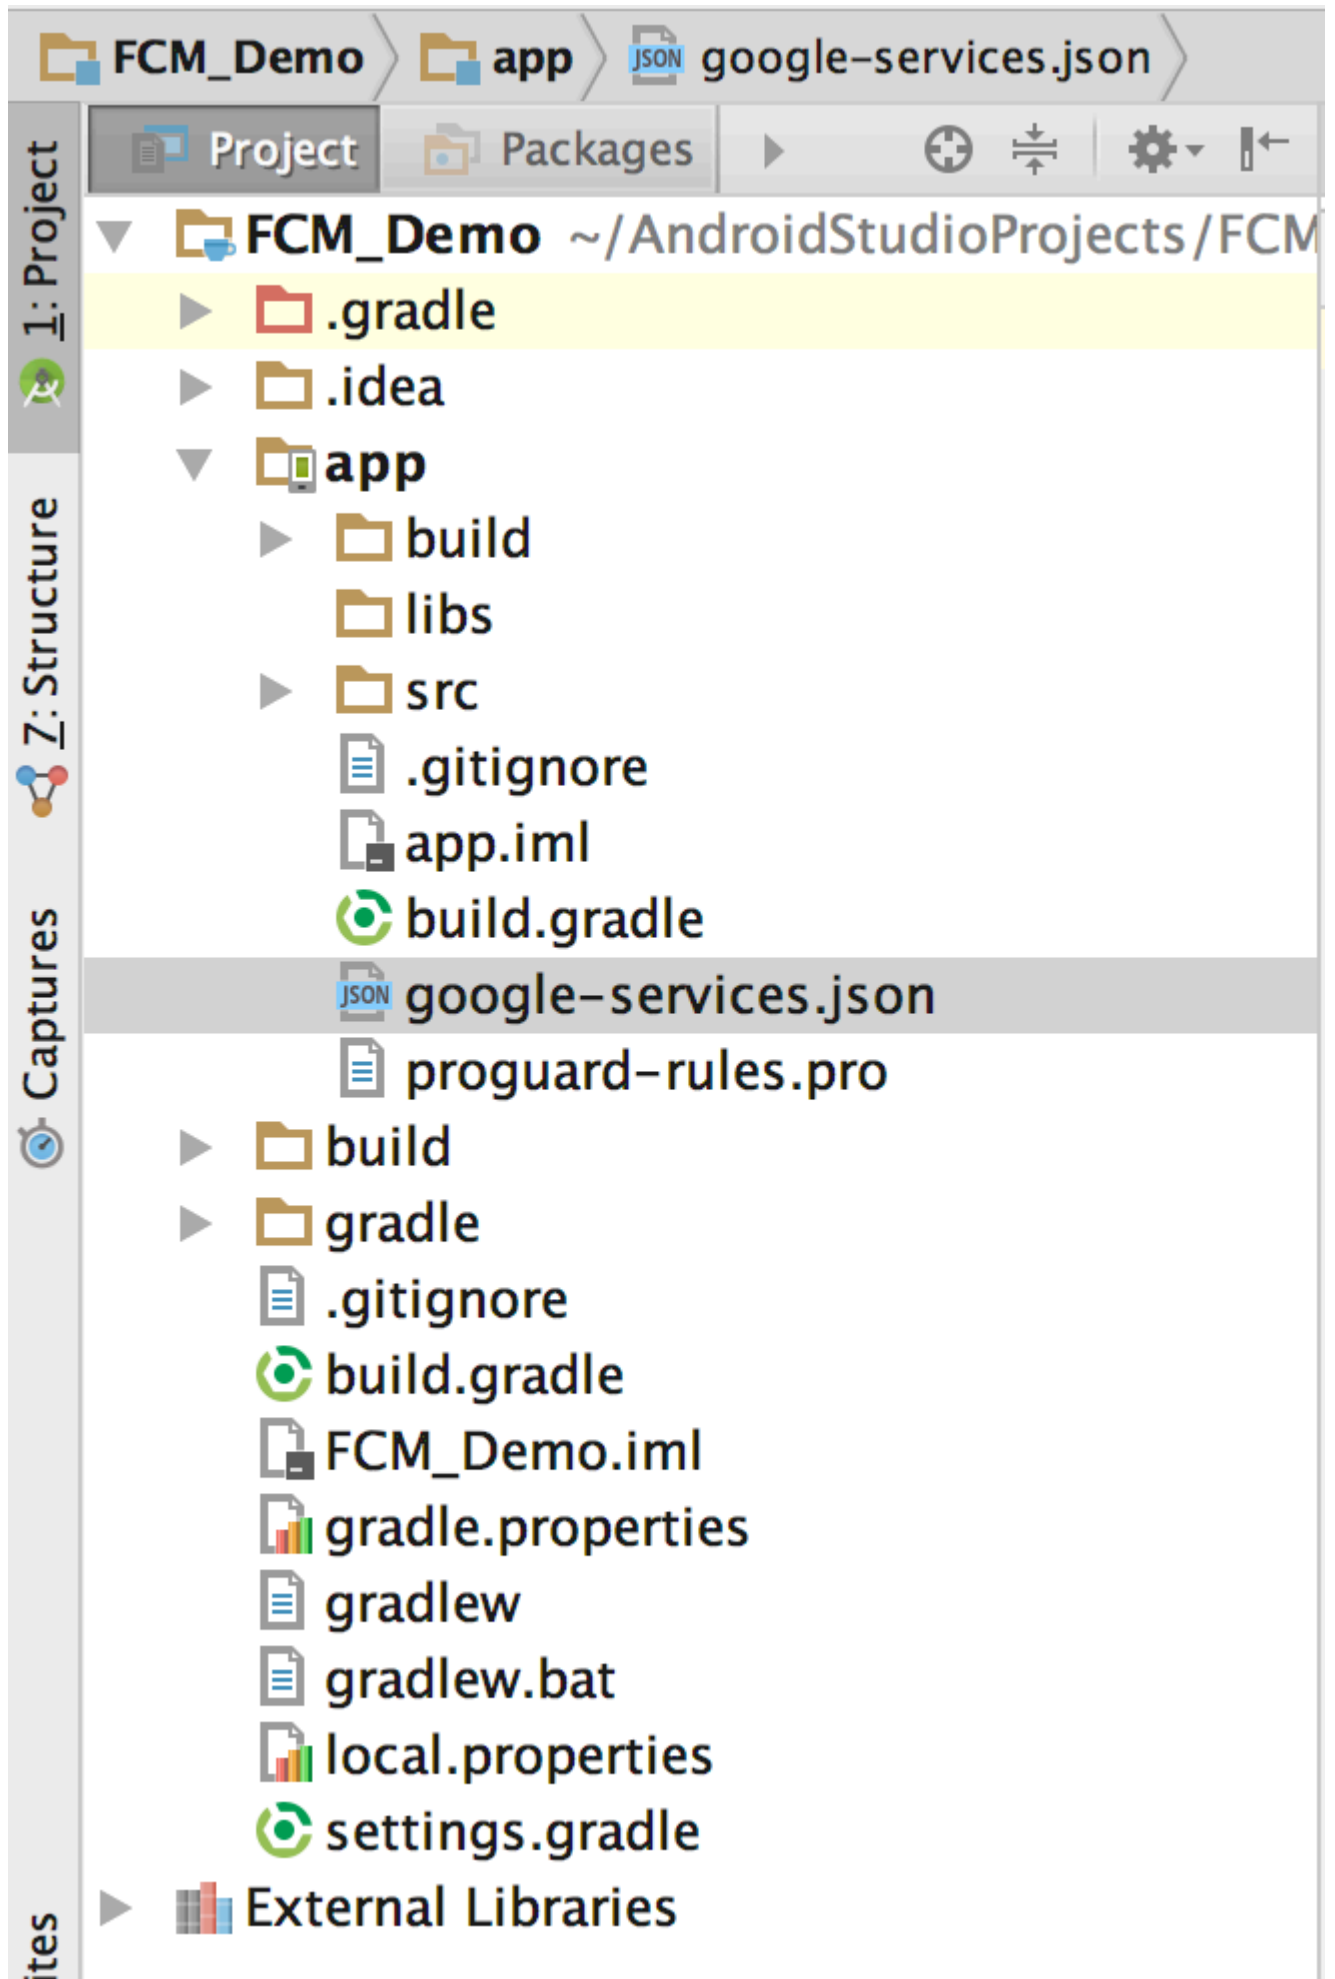 FCM_Demo app JSON google-services.json
Project Packages
FCM_Demo ~/AndroidStudioProjects/FCM
.gradle
.idea
app
build
libs
src
.gitignore
app.iml
build.gradle
JSON google-services.json
proguard-rules.pro
build
gradle
.gitignore
build.gradle
FCM_Demo.iml
gradle.properties
gradlew
gradlew.bat
local.properties
settings.gradle
External Libraries
1: Project
7: Structure
Captures
ites